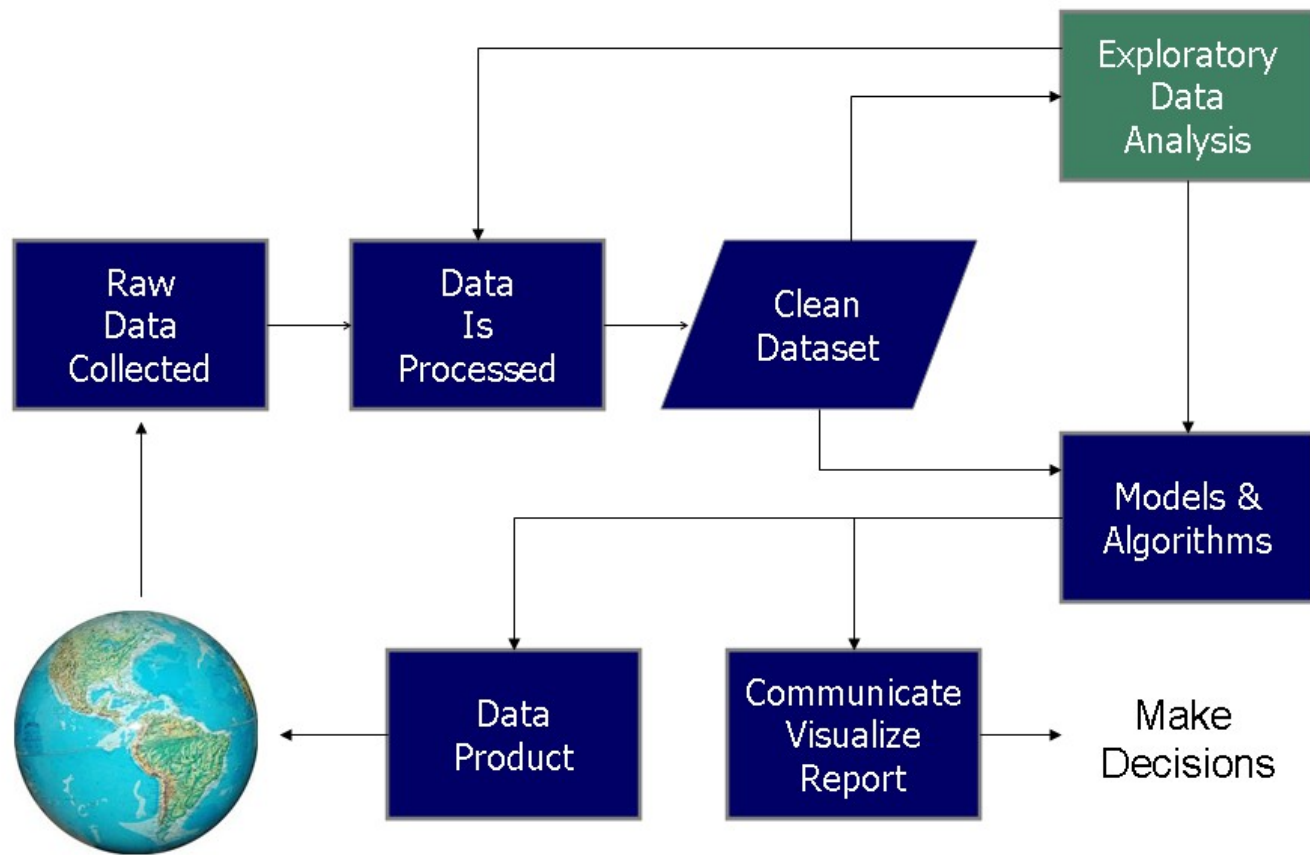 Exploratory
Data
Analysis
Raw
Data
Collected
Data
Is
Processed
Clean
Dataset
Models &
Algorithms
Data
Product
Communicate
Visualize
Report
Make
Decisions